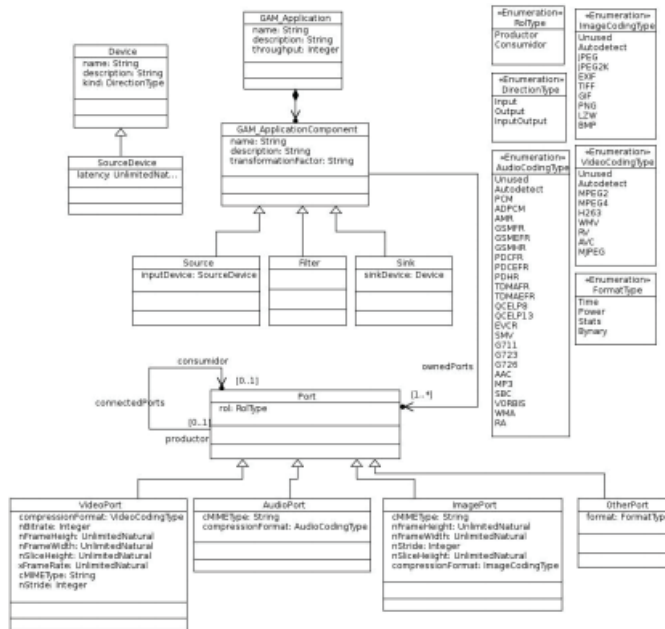 Device
name: String
description: String
kind: DirectionType
SourceDevice
latency: UnlimitedNat...
GAM_Application
name: String
description: String
throughput: Integer
GAM_ApplicationComponent
name: String
description: String
transformationFactor: String
Source
inputDevice: SourceDevice
Filter
Sink
sinkDevice: Device
«Enumeration»
RolType
Productor
Consumidor
«Enumeration»
DirectionType
Input
Output
InputOutput
«Enumeration»
AudioCodingType
Unused
Autodetect
PCM
ADPCM
AMR
GSMFR
GSMEFR
GSMHR
PDCFR
PDCEFR
PDHR
TDMAFR
TDMAEFR
QCELP8
QCELP13
EVCR
SMV
G711
G723
G726
AAC
MP3
SBC
VORBIS
WMA
RA
«Enumeration»
ImageCodingType
Unused
Autodetect
JPEG
JPEG2K
EXIF
TIFF
GIF
PNG
LZW
BMP
«Enumeration»
VideoCodingType
Unused
Autodetect
MPEG2
MPEG4
H263
WMV
RV
AVC
MJPEG
«Enumeration»
FormatType
Time
Power
Stats
Bynary
consumidor
[0..1]
connectedPorts
[0..1]
productor
ownedPorts
[1..*]
Port
rol: RolType
VideoPort
compressionFormat: VideoCodingType
nBitrate: Integer
nFrameHeigh: UnlimitedNatural
nFrameWidth: UnlimitedNatural
nSliceHeight: UnlimitedNatural
xFrameRate: UnlimitedNatural
cMIMEType: String
nStride: Integer
AudioPort
cMIMEType: String
compressionFormat: AudioCodingType
ImagePort
cMIMEType: String
nFrameHeight: UnlimitedNatural
nFrameWidth: UnlimitedNatural
nStride: Integer
nSliceHeight: UnlimitedNatural
compressionFormat: ImageCodingType
OtherPort
format: FormatType